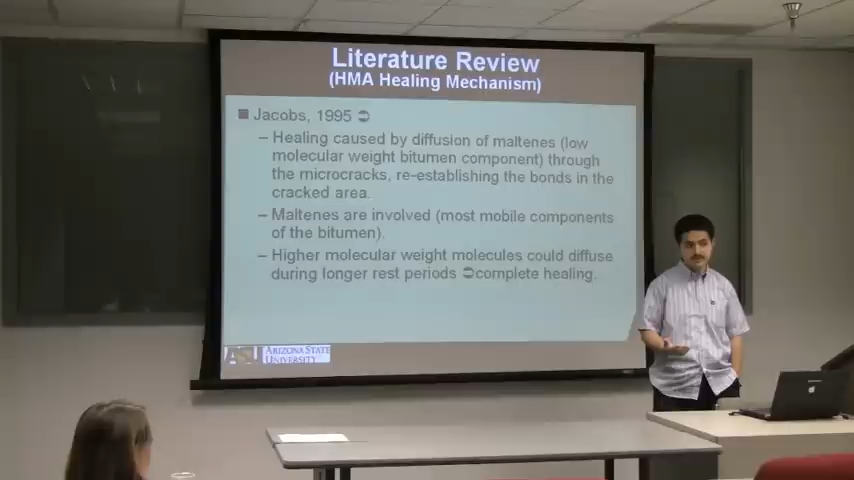 Literature Review
(HMA Healing Mechanism)
■ Jacobs, 1995 ➲
– Healing caused by diffusion of maltenes (low
molecular weight bitumen component) through
the microcracks, re-establishing the bonds in the
cracked area.
– Maltenes are involved (most mobile components
of the bitumen).
– Higher molecular weight molecules could diffuse
during longer rest periods ➲complete healing.
ASU ARIZONA STATE
UNIVERSITY